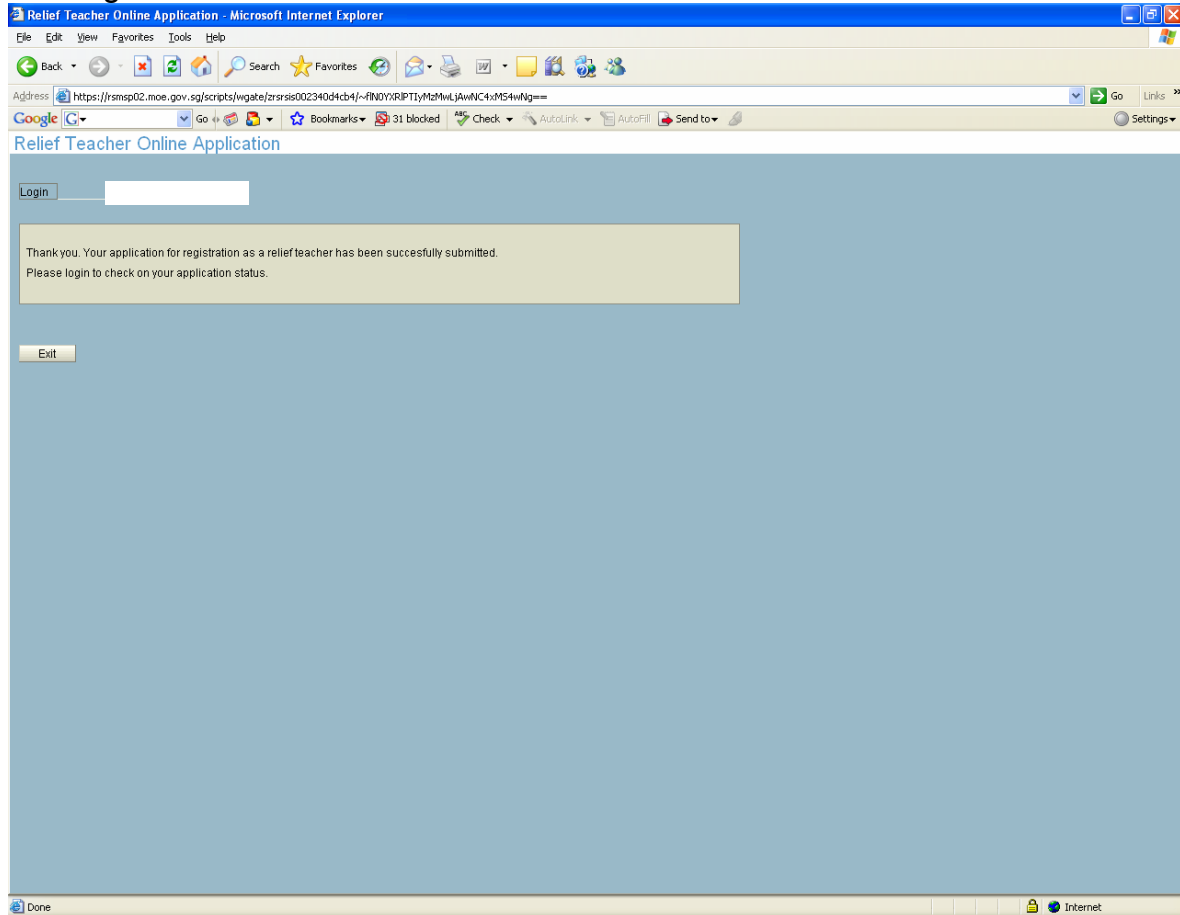 Relief Teacher Online Application - Microsoft Internet Explorer
File Edit View Favorites Tools Help
Back Search Favorites
Address https://rsmsp02.moe.gov.sg/scripts/wgate/zrsrsis002340d4cb4/~flN0YXRlPTIyMzMwLjAwNC4xMS4wNg== Go Links »
Google G Go Bookmarks 31 blocked ABC Check AutoLink AutoFill Send to Settings
Relief Teacher Online Application
Login
Thank you. Your application for registration as a relief teacher has been succesfully submitted.
Please login to check on your application status.
Exit
Done Internet